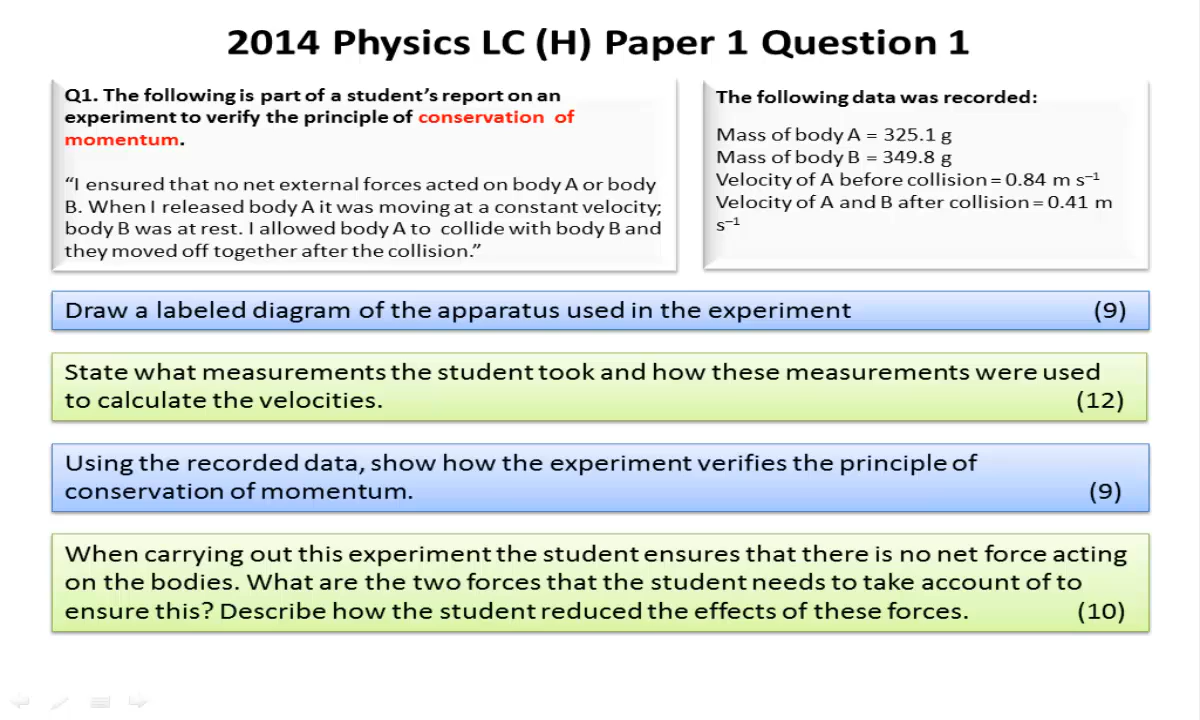 2014 Physics LC (H) Paper 1 Question 1
Q1. The following is part of a student's report on an
experiment to verify the principle of conservation of
momentum.
“I ensured that no net external forces acted on body A or body
B. When I released body A it was moving at a constant velocity;
body B was at rest. I allowed body A to collide with body B and
they moved off together after the collision.”
The following data was recorded:
Mass of body A = 325.1 g
Mass of body B = 349.8 g
Velocity of A before collision = 0.84 m s⁻¹
Velocity of A and B after collision = 0.41 m
s⁻¹
Draw a labeled diagram of the apparatus used in the experiment (9)
State what measurements the student took and how these measurements were used
to calculate the velocities. (12)
Using the recorded data, show how the experiment verifies the principle of
conservation of momentum. (9)
When carrying out this experiment the student ensures that there is no net force acting
on the bodies. What are the two forces that the student needs to take account of to
ensure this? Describe how the student reduced the effects of these forces. (10)